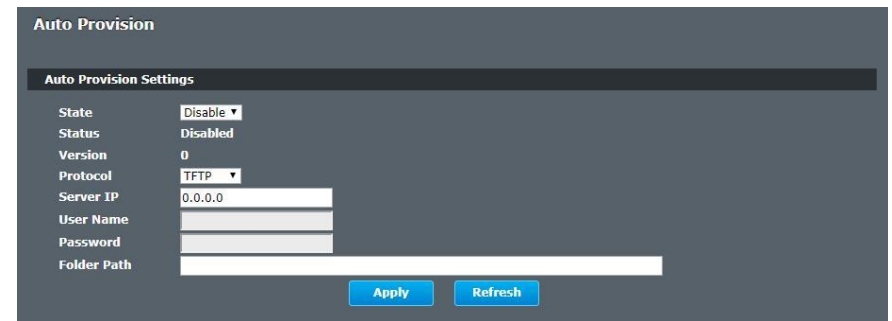 Auto Provision
Auto Provision Settings
State Disable
Status Disabled
Version 0
Protocol TFTP
Server IP 0.0.0.0
User Name
Password
Folder Path
Apply Refresh